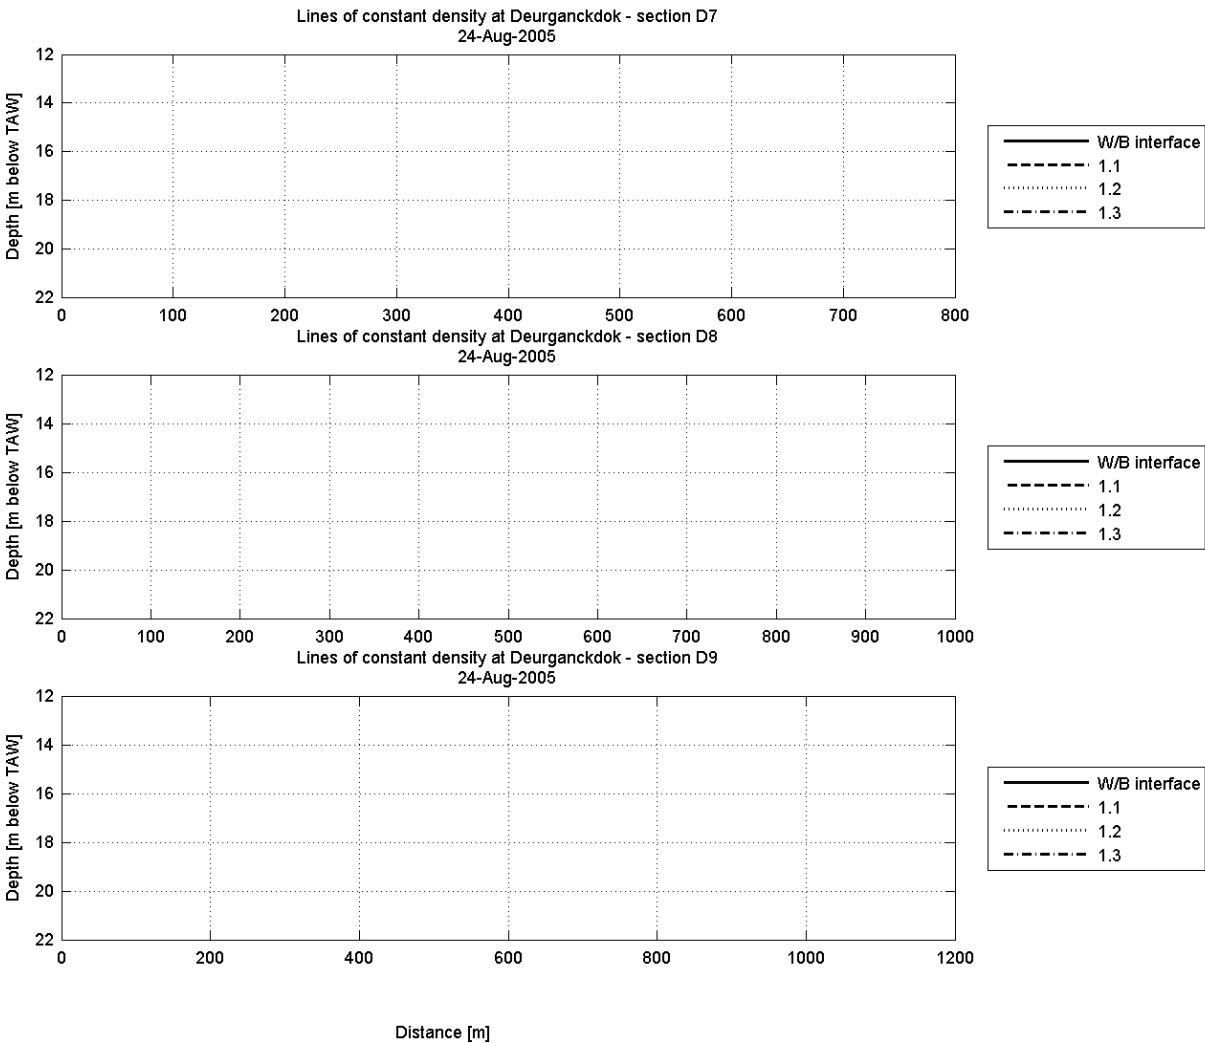 Lines of constant density at Deurganckdok - section D7
24-Aug-2005
Depth [m below TAW]
12
14
16
18
20
22
0 100 200 300 400 500 600 700 800
W/B interface
1.1
1.2
1.3
Lines of constant density at Deurganckdok - section D8
24-Aug-2005
Depth [m below TAW]
12
14
16
18
20
22
0 100 200 300 400 500 600 700 800 900 1000
W/B interface
1.1
1.2
1.3
Lines of constant density at Deurganckdok - section D9
24-Aug-2005
Depth [m below TAW]
12
14
16
18
20
22
0 200 400 600 800 1000 1200
W/B interface
1.1
1.2
1.3
Distance [m]